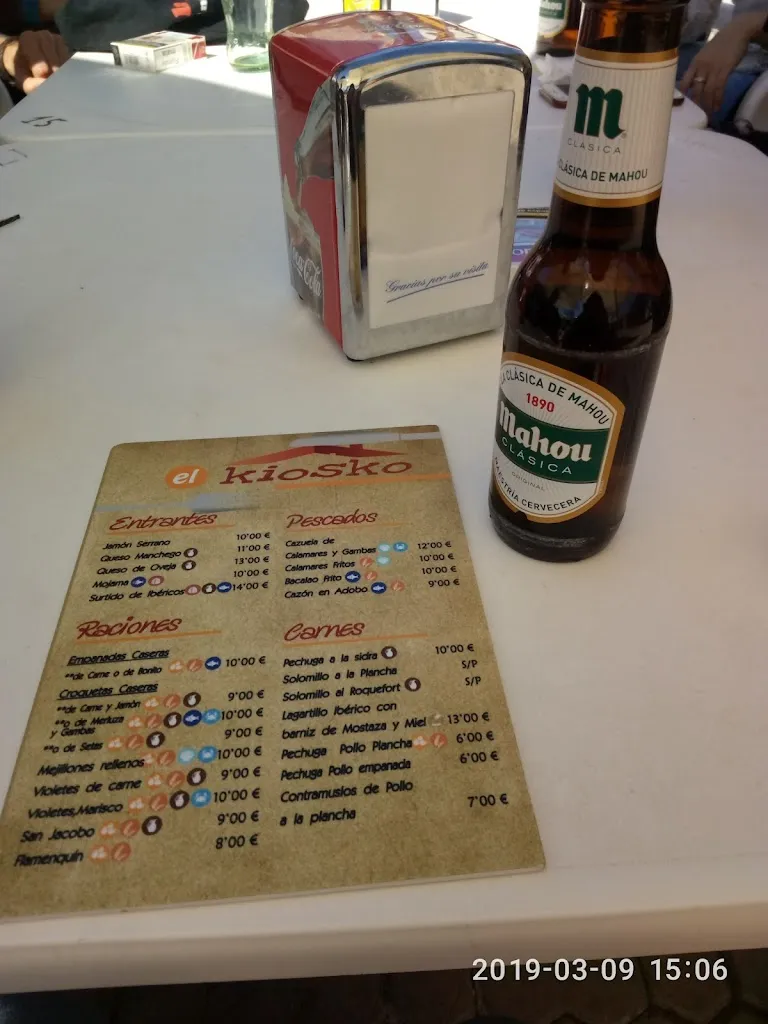 M
CLÁSICA
CLÁSICA DE MAHOU
Gracias por su visita
Coca-Cola
LA CLÁSICA DE MAHOU
1890
Mahou
CLÁSICA
ORIGINAL
MAESTRÍA CERVECERA
15
el kiosko
Entrantes
Jamón Serrano 10'00 €
Queso Manchego 11'00 €
Queso de Oveja 13'00 €
Mojama 10'00 €
Surtido de Ibéricos 14'00 €
Raciones
Empanadas Caseras
**de Carne o de Bonito 10'00 €
Croquetas Caseras
**de Carne y Jamón 9'00 €
**o de Merluza y Gambas 10'00 €
**o de Setas 9'00 €
Mejillones rellenos 10'00 €
Violetes de carne 9'00 €
Violetes,Marisco 10'00 €
San Jacobo 9'00 €
Flamenquín 8'00 €
Pescados
Cazuela de
Calamares y Gambas 12'00 €
Calamares Fritos 10'00 €
Bacalao Frito 10'00 €
Cazón en Adobo 9'00 €
Carnes
Pechuga a la sidra 10'00 €
Solomillo a la Plancha S/P
Solomillo al Roquefort S/P
Lagartillo Ibérico con
barniz de Mostaza y Miel 13'00 €
Pechuga Pollo Plancha 6'00 €
Pechuga Pollo empanada 6'00 €
Contramuslos de Pollo
a la plancha 7'00 €
2019-03-09 15:06